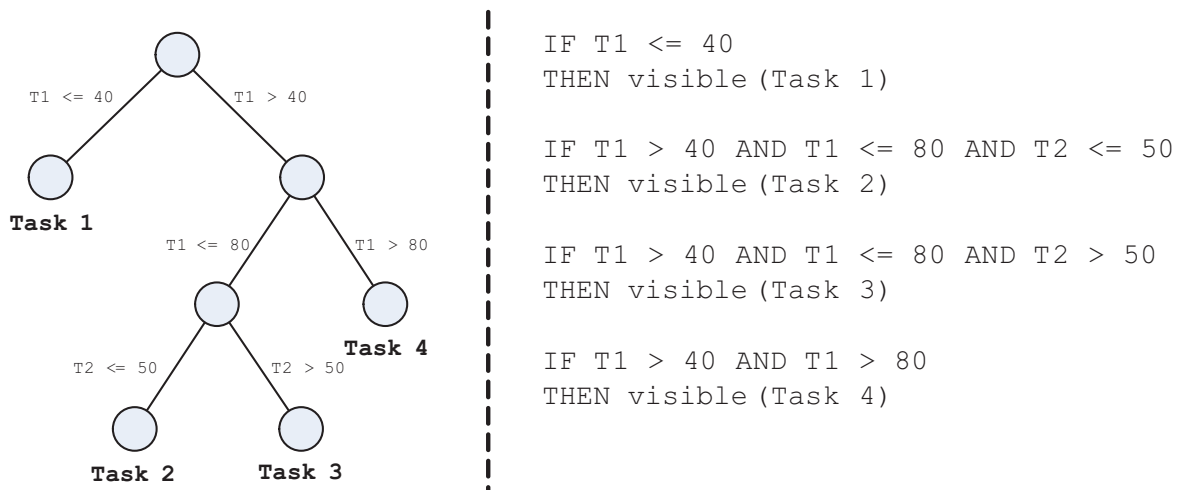 T1 <= 40
T1 > 40
Task 1
T1 <= 80
T1 > 80
Task 4
T2 <= 50
T2 > 50
Task 2
Task 3
IF T1 <= 40
THEN visible(Task 1)
IF T1 > 40 AND T1 <= 80 AND T2 <= 50
THEN visible(Task 2)
IF T1 > 40 AND T1 <= 80 AND T2 > 50
THEN visible(Task 3)
IF T1 > 40 AND T1 > 80
THEN visible(Task 4)